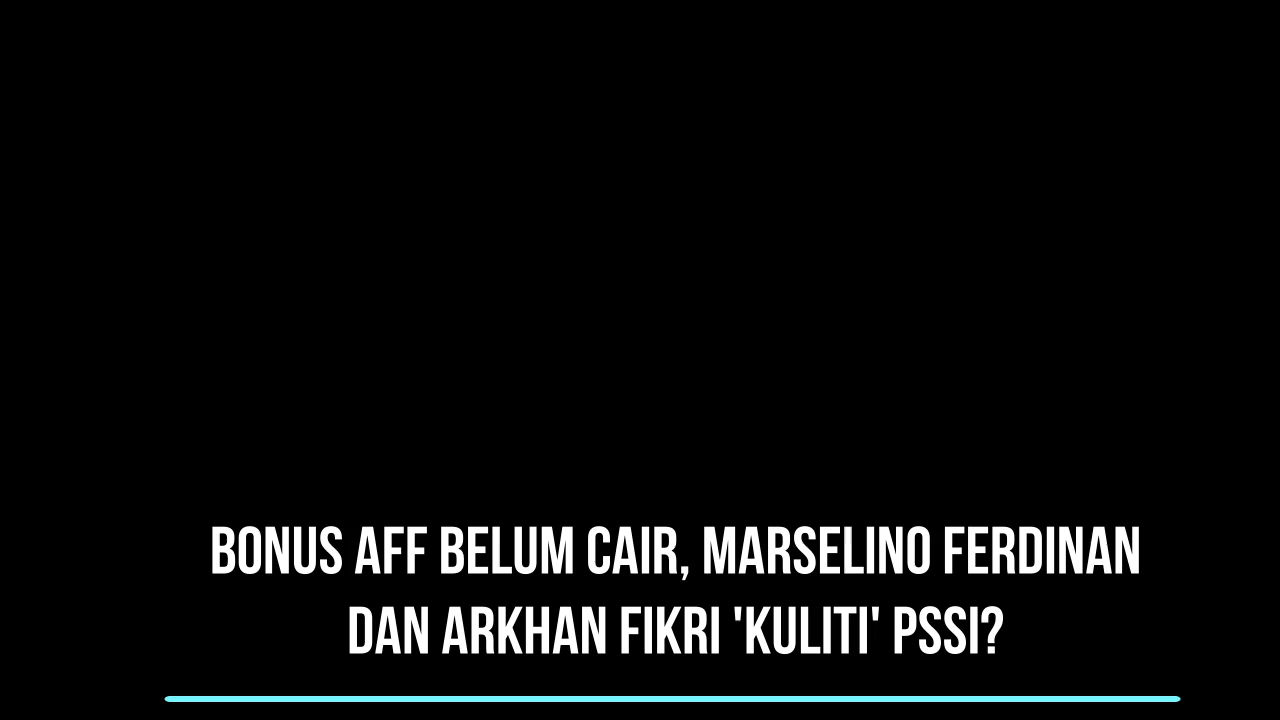 BONUS AFF BELUM CAIR, MARSELINO FERDINAN
DAN ARKHAN FIKRI 'KULITI' PSSI?